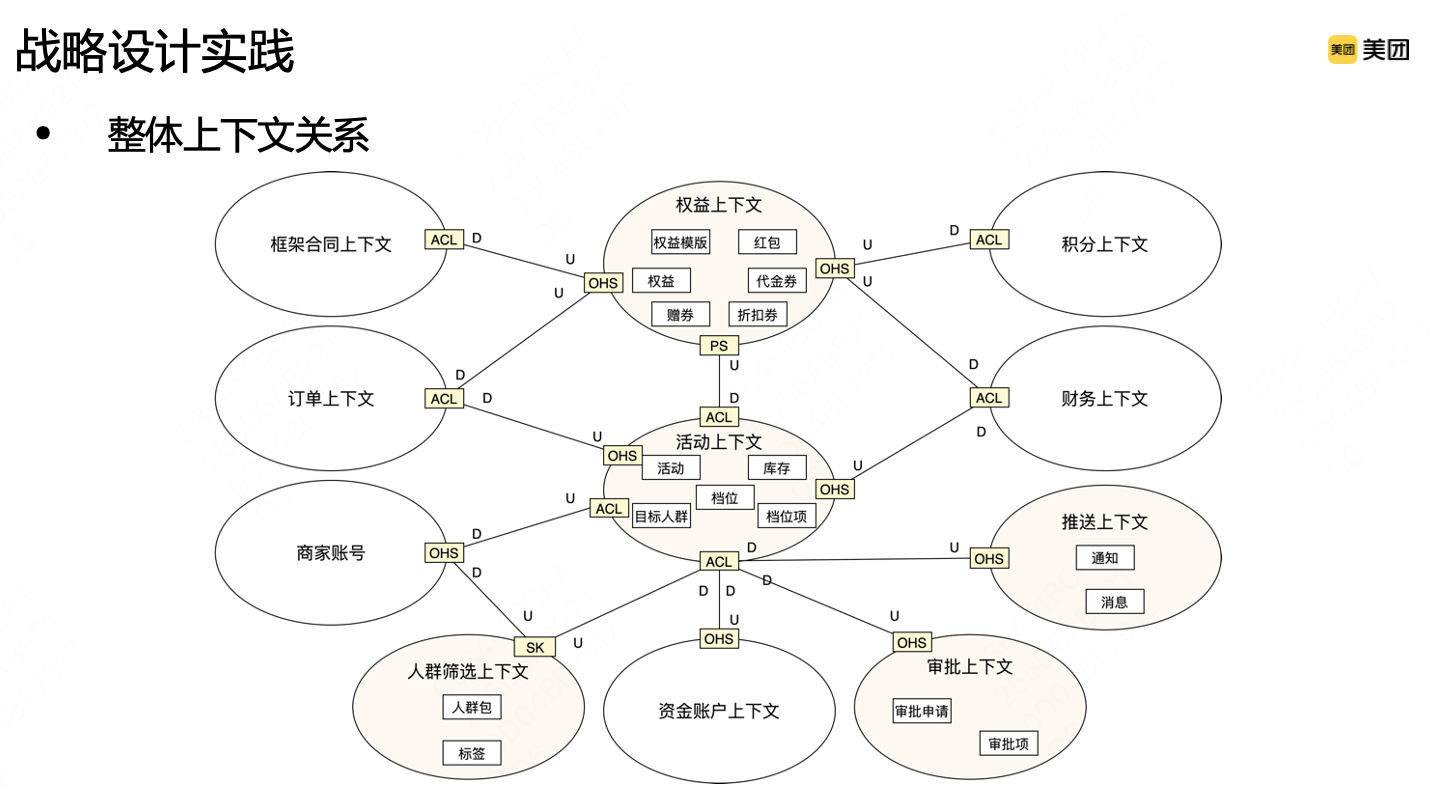 战略设计实践
美团 美团
• 整体上下文关系
框架合同上下文
ACL
D
U
OHS
U
权益上下文
权益模版
红包
权益
代金券
赠券
折扣券
OHS
U
U
D
ACL
积分上下文
PS
U
D
ACL
订单上下文
ACL
D
D
U
OHS
活动上下文
活动
库存
档位
目标人群
档位项
OHS
U
D
D
ACL
财务上下文
商家账号
OHS
D
D
U
ACL
ACL
D
D
D
D
U
OHS
推送上下文
通知
消息
U
SK
U
人群筛选上下文
人群包
标签
U
OHS
资金账户上下文
U
OHS
审批上下文
审批申请
审批项